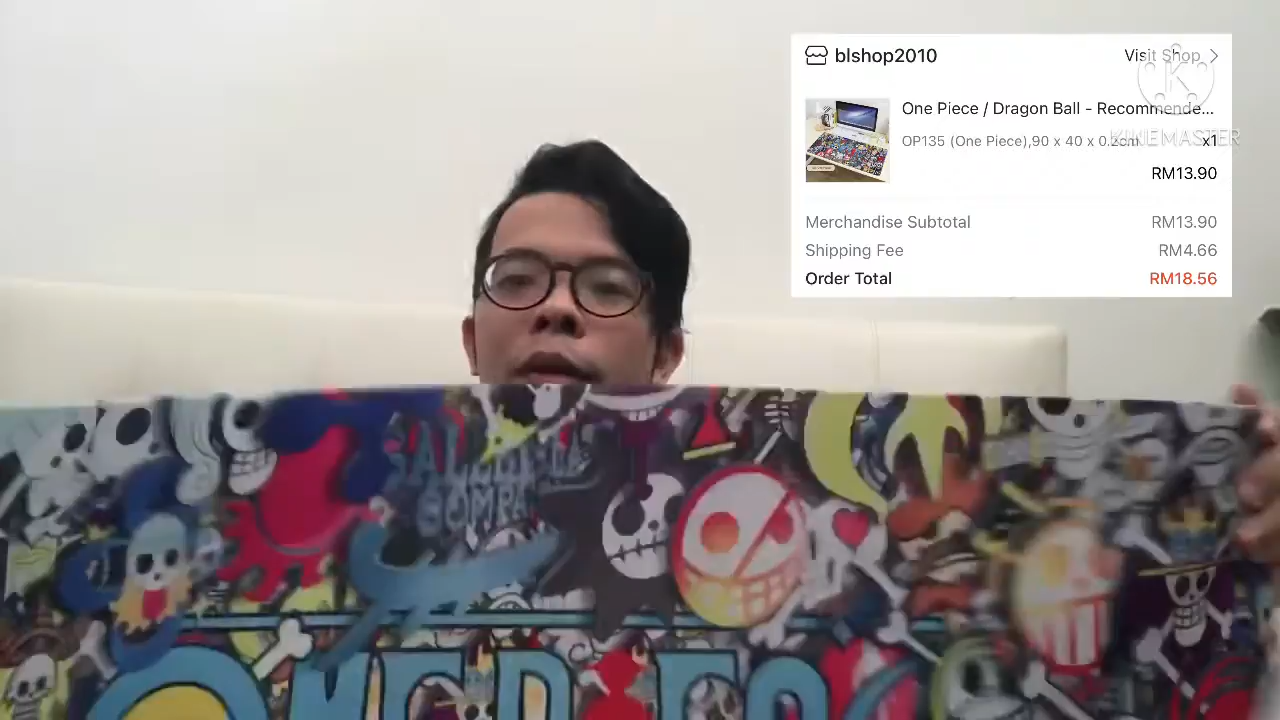 blshop2010
Visit Shop
One Piece / Dragon Ball - Recommende...
OP135 (One Piece),90 x 40 x 0.2cm
x1
RM13.90
Merchandise Subtotal
RM13.90
Shipping Fee
RM4.66
Order Total
RM18.56
KINEMASTER